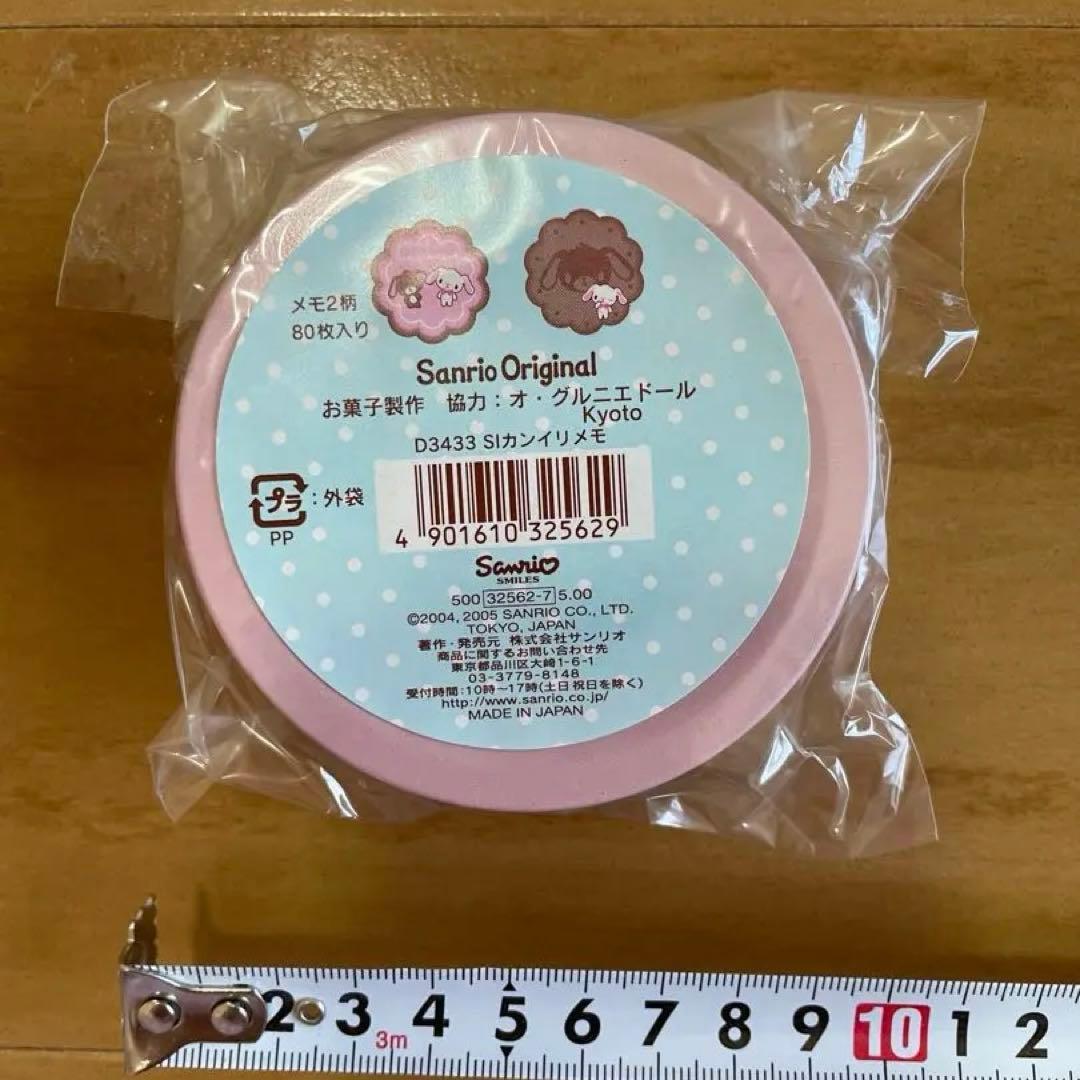 メモ2柄
80枚入り
Sanrio Original
お菓子製作 協力:オ・グルニエドール
Kyoto
D3433 SIカンイリメモ
プラ:外袋
PP
4 901610 325629
Sanrio
SMILES
500 32562-7 5.00
©2004, 2005 SANRIO CO., LTD.
TOKYO, JAPAN
著作・発売元 株式会社サンリオ
商品に関するお問い合わせ先
東京都品川区大崎1-6-1
03-3779-8148
受付時間:10時〜17時(土日祝日を除く)
http://www.sanrio.co.jp/
MADE IN JAPAN
2 3 4 5 6 7 8 9 10 1 2
3m